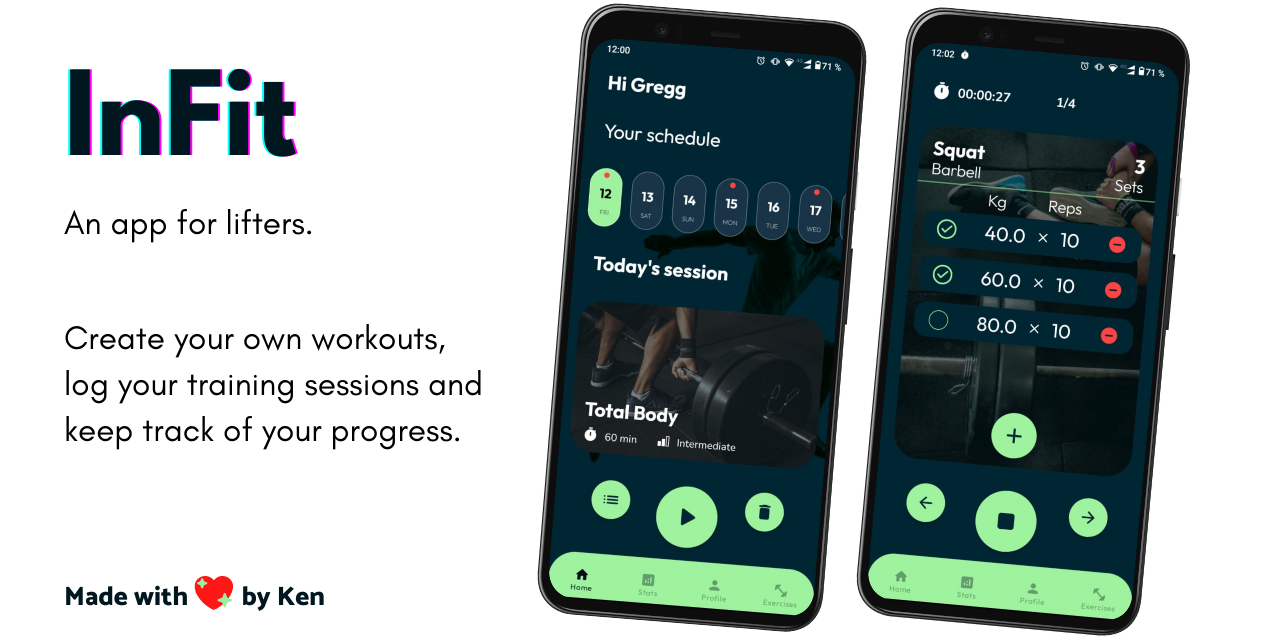 InFit
An app for lifters.
Create your own workouts,
log your training sessions and
keep track of your progress.
Made with by Ken
12:00
71 %
Hi Gregg
Your schedule
12 13 14 15 16 17
FRI SAT SUN MON TUE WED
Today's session
Total Body
60 min Intermediate
Home Stats Profile Exercises
12:02
71 %
00:00:27 1/4
Squat 3
Barbell Sets
Kg Reps
40.0 × 10
60.0 × 10
80.0 × 10
Home Stats Profile Exercises